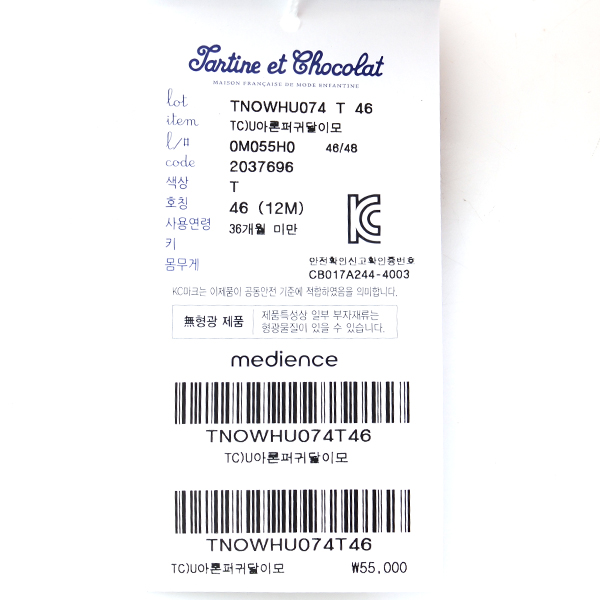 Tartine et Chocolat
MAISON FRANÇAISE DE MODE ENFANTINE
lot TNOWHU074 T 46
item TC)U아론퍼귀달이모
l/# 0M055H0 46/48
code 2037696
색상 T
호칭 46 (12M)
사용연령 36개월 미만
키
몸무게
안전확인신고확인증번호
CB017A244-4003
KC마크는 이제품이 공통안전 기준에 적합하였음을 의미합니다.
無형광 제품
제품특성상 일부 부자재류는
형광물질이 있을 수 있습니다.
medience
TNOWHU074T46
TC)U아론퍼귀달이모
TNOWHU074T46
TC)U아론퍼귀달이모 ₩55,000